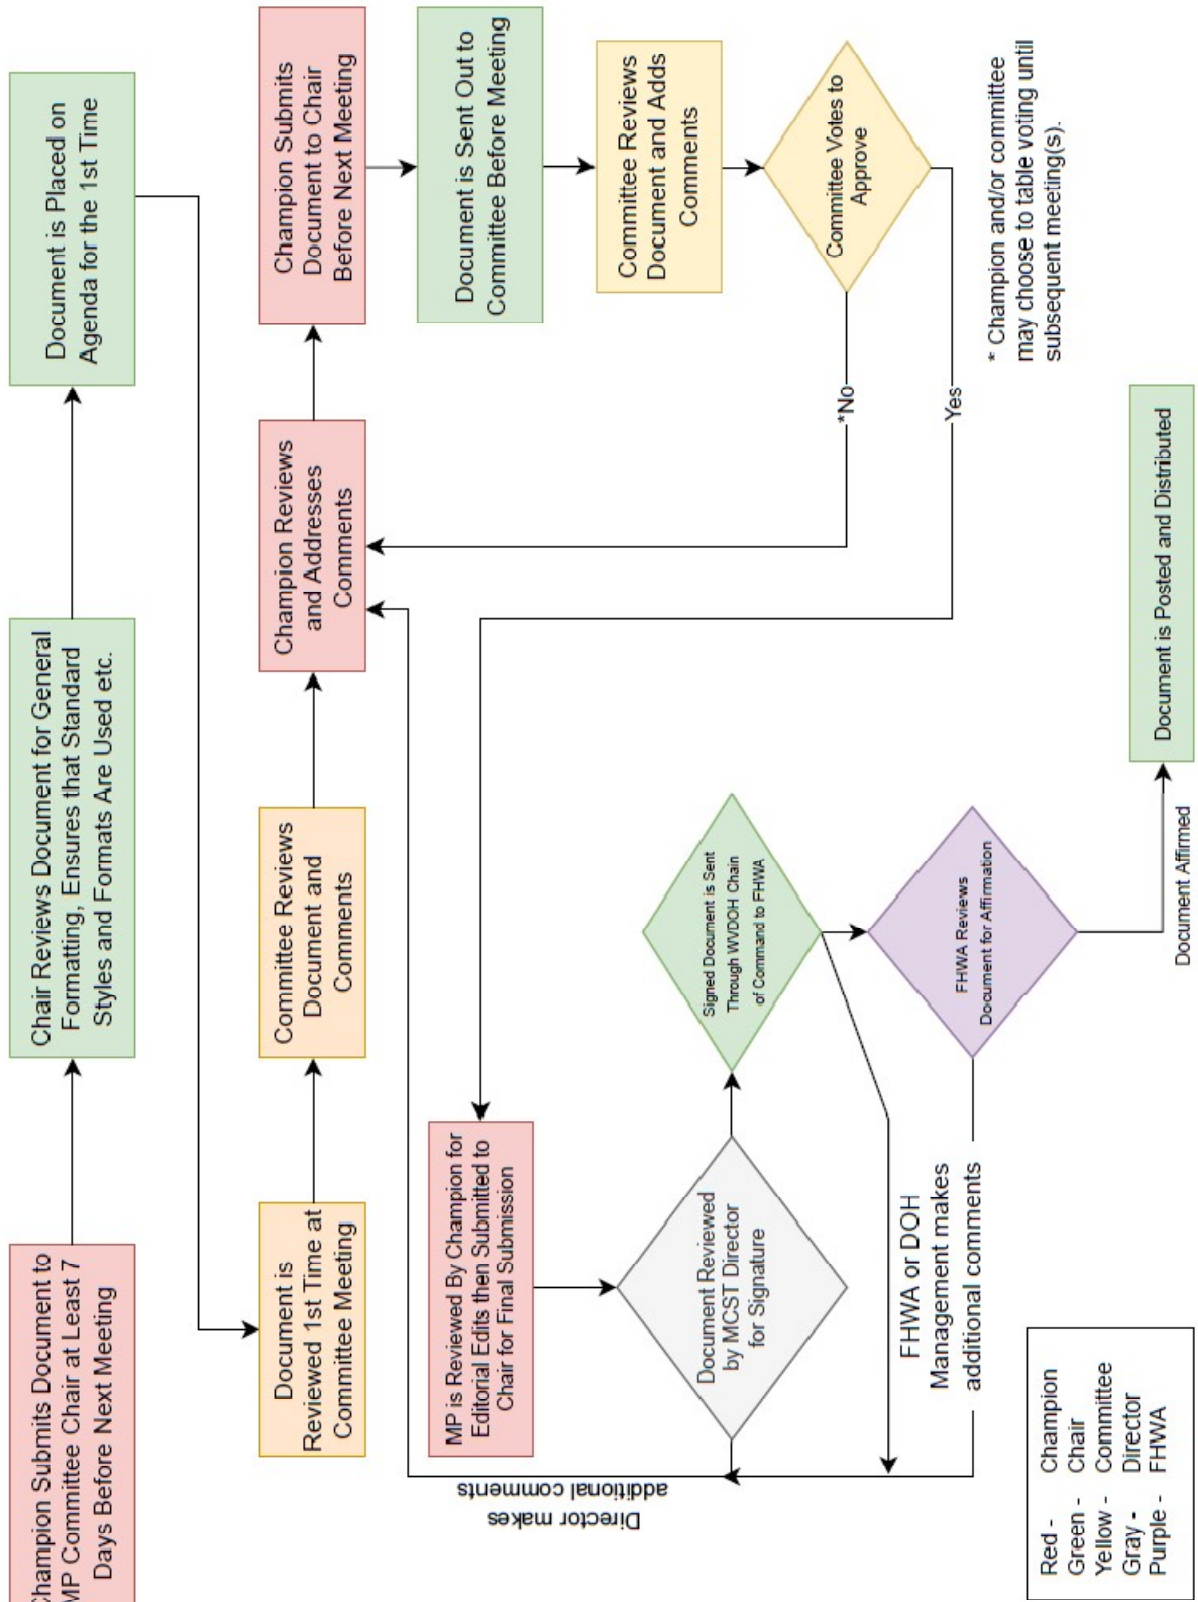 Champion Submits Document to
MP Committee Chair at Least 7
Days Before Next Meeting
Chair Reviews Document for General
Formatting, Ensures that Standard
Styles and Formats Are Used etc.
Document is Placed on
Agenda for the 1st Time
Document is
Reviewed 1st Time at
Committee Meeting
Committee Reviews
Document and
Comments
Champion Reviews
and Addresses
Comments
Champion Submits
Document to Chair
Before Next Meeting
Document is Sent Out to
Committee Before Meeting
Committee Reviews
Document and Adds
Comments
Committee Votes to
Approve
*No
Yes
* Champion and/or committee
may choose to table voting until
subsequent meeting(s).
MP is Reviewed By Champion for
Editorial Edits then Submitted to
Chair for Final Submission
Document Reviewed
by MCST Director
for Signature
Director makes
additional comments
Signed Document is Sent
Through WVDOH Chain
of Command to FHWA
FHWA or DOH
Management makes
additional comments
FHWA Reviews
Document for Affirmation
Document Affirmed
Document is Posted and Distributed
Red - Champion
Green - Chair
Yellow - Committee
Gray - Director
Purple - FHWA